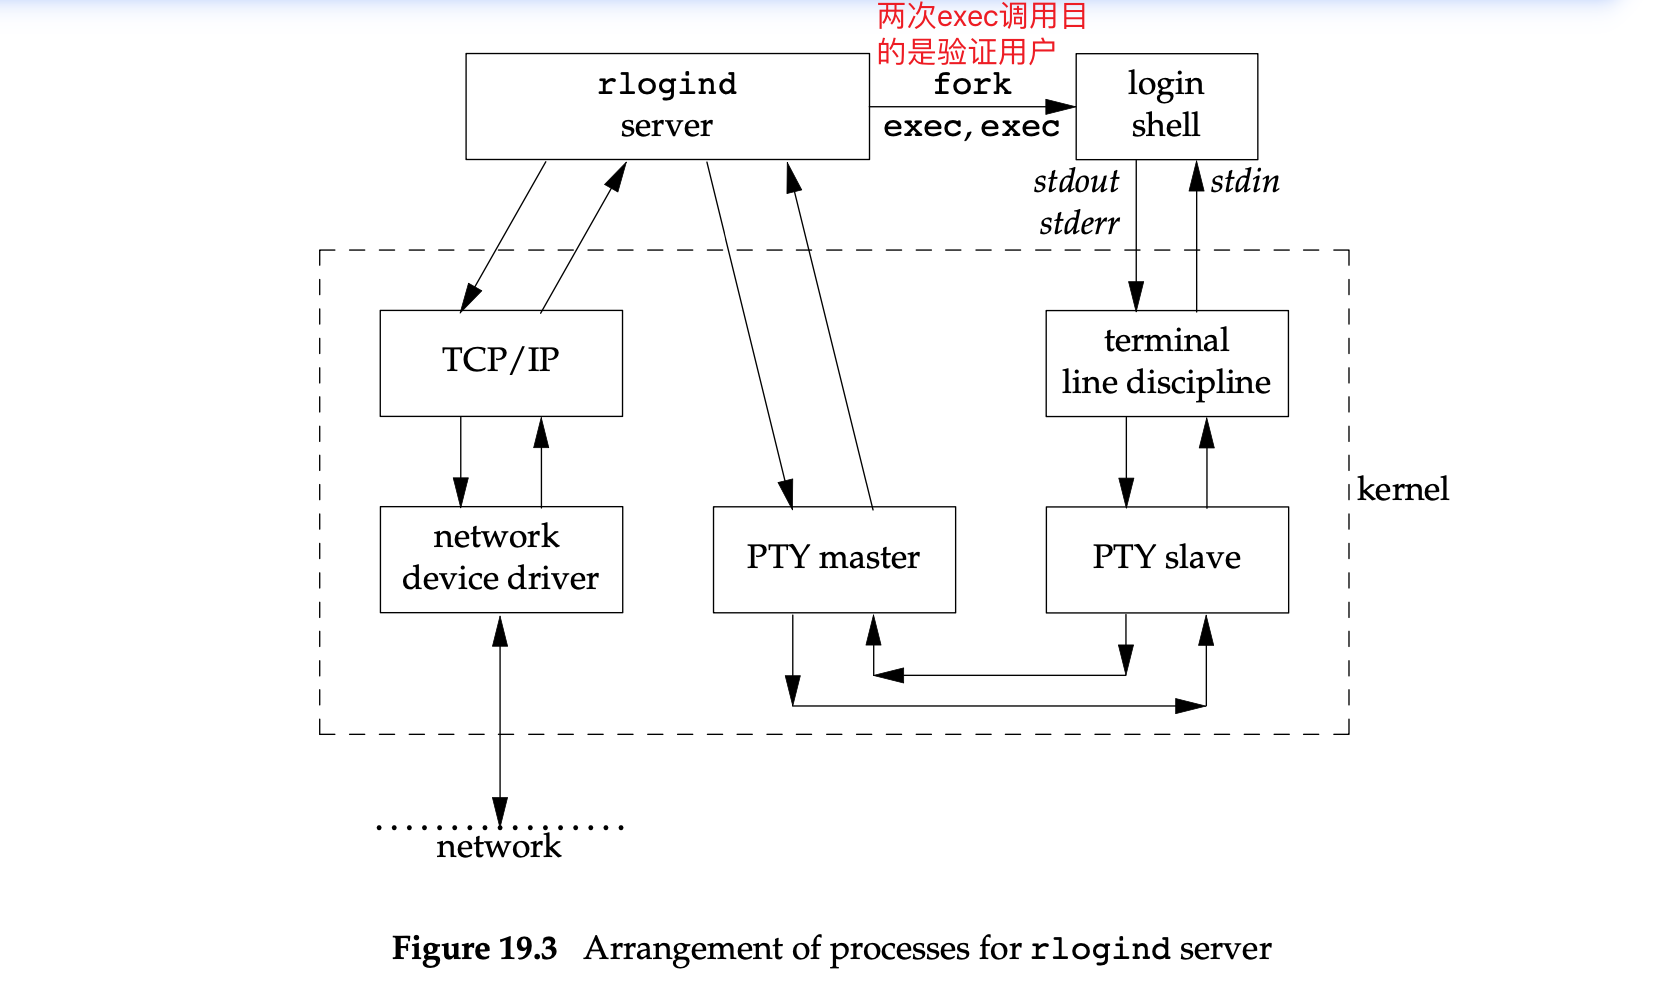 两次exec调用目
的是验证用户
rlogind
server
fork
exec, exec
login
shell
stdout
stderr
stdin
TCP/IP
terminal
line discipline
kernel
network
device driver
PTY master
PTY slave
network
Figure 19.3 Arrangement of processes for rlogind server